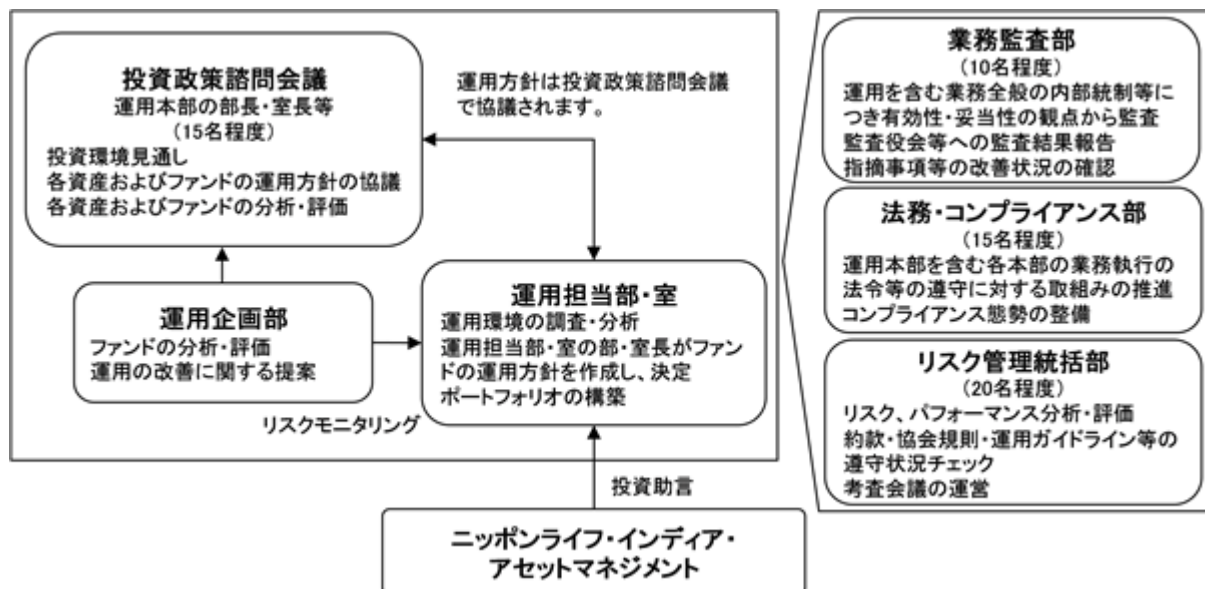 投資政策諮問会議
運用本部の部長・室長等
(15名程度)
投資環境見通し
各資産およびファンドの運用方針の協議
各資産およびファンドの分析・評価
運用方針は投資政策諮問会議
で協議されます。
運用企画部
ファンドの分析・評価
運用の改善に関する提案
リスクモニタリング
運用担当部・室
運用環境の調査・分析
運用担当部・室の部・室長がファン
ドの運用方針を作成し、決定
ポートフォリオの構築
投資助言
ニッポンライフ・インディア・
アセットマネジメント
業務監査部
(10名程度)
運用を含む業務全般の内部統制等に
つき有効性・妥当性の観点から監査
監査役会等への監査結果報告
指摘事項等の改善状況の確認
法務・コンプライアンス部
(15名程度)
運用本部を含む各本部の業務執行の
法令等の遵守に対する取組みの推進
コンプライアンス態勢の整備
リスク管理統括部
(20名程度)
リスク、パフォーマンス分析・評価
約款・協会規則・運用ガイドライン等の
遵守状況チェック
考査会議の運営